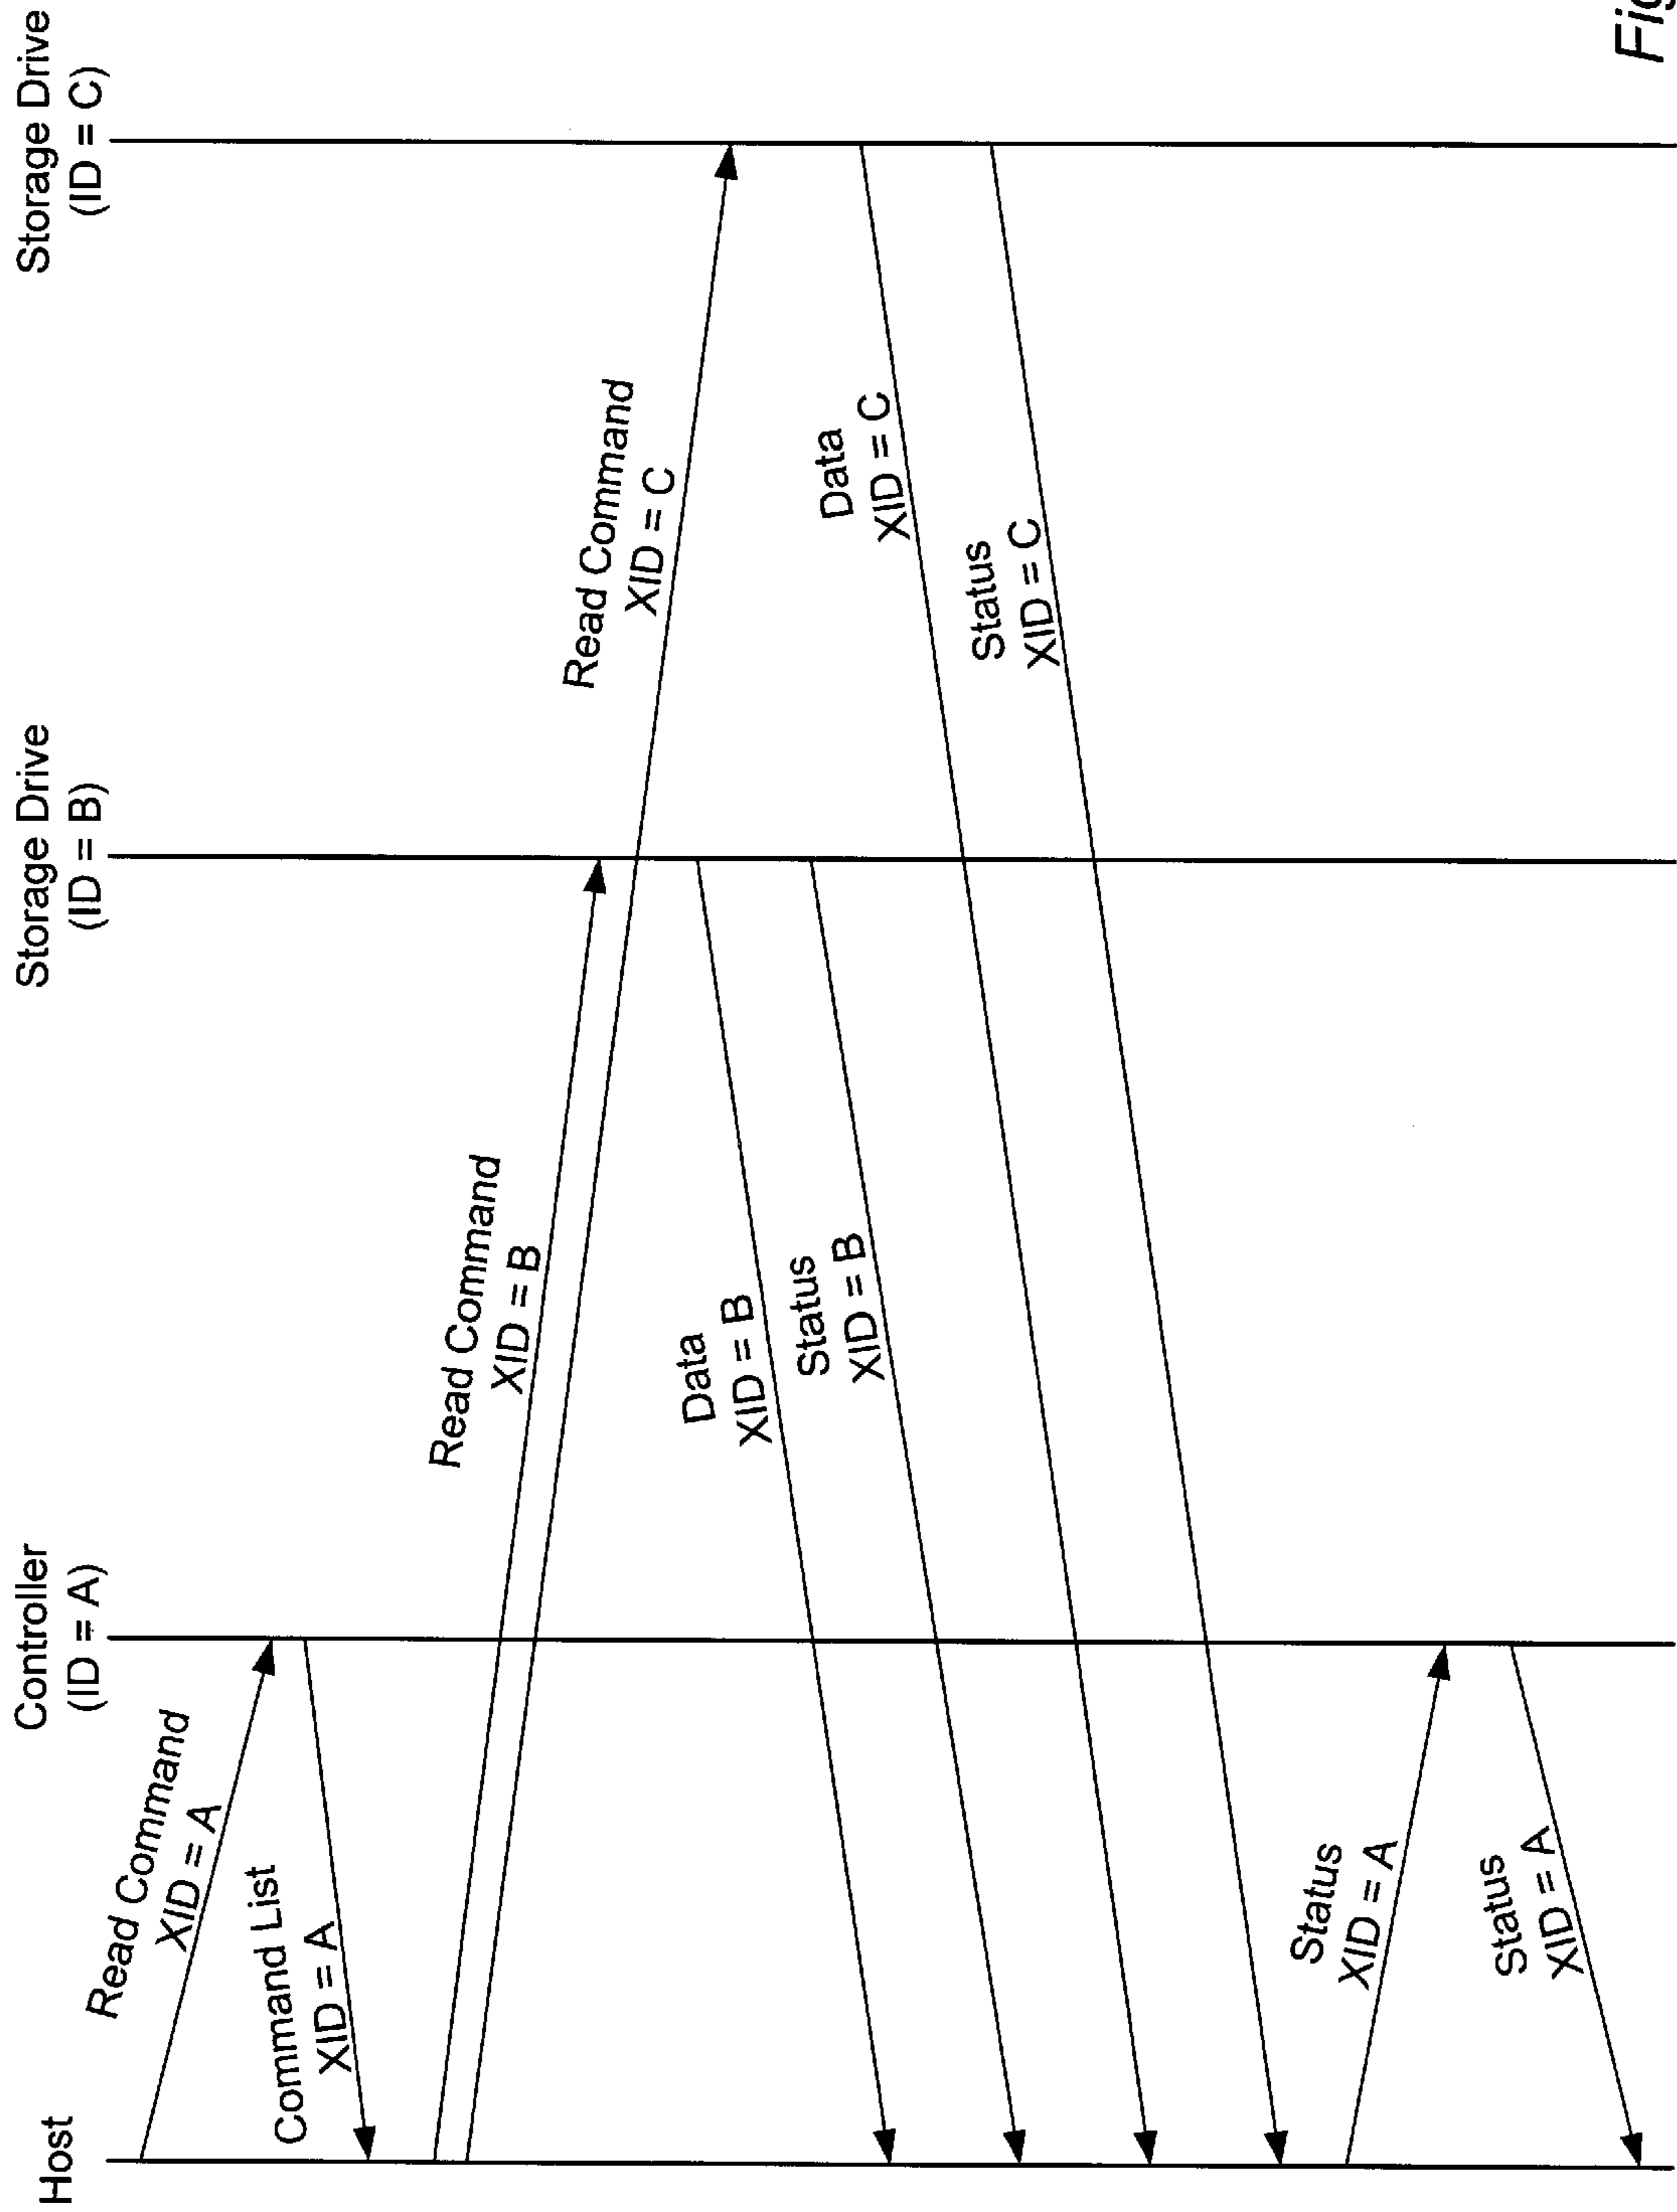 Host
Controller
(ID = A)
Storage Drive
(ID = B)
Storage Drive
(ID = C)
Read Command
XID = A
Command List
XID = A
Read Command
XID = B
Read Command
XID = C
Data
XID = B
Status
XID = B
Data
XID = C
Status
XID = C
Status
XID = A
Status
XID = A